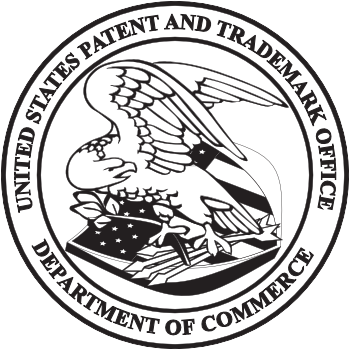 UNITED STATES PATENT AND TRADEMARK OFFICE
DEPARTMENT OF COMMERCE